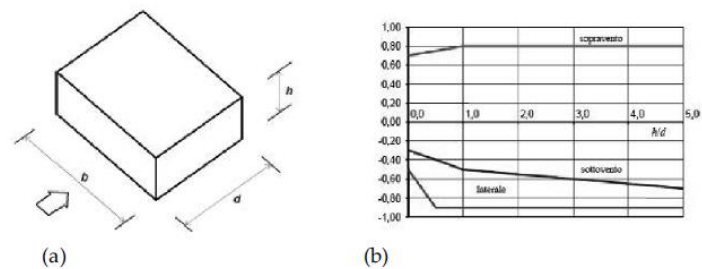 h
b
d
(a)
1,00
0,80
0,60
0,40
0,20
0,00
-0,20
-0,40
-0,60
-0,80
-1,00
sopravento
0,0 1,0 2,0 3,0 4,0 5,0
h/d
sottovento
laterale
(b)